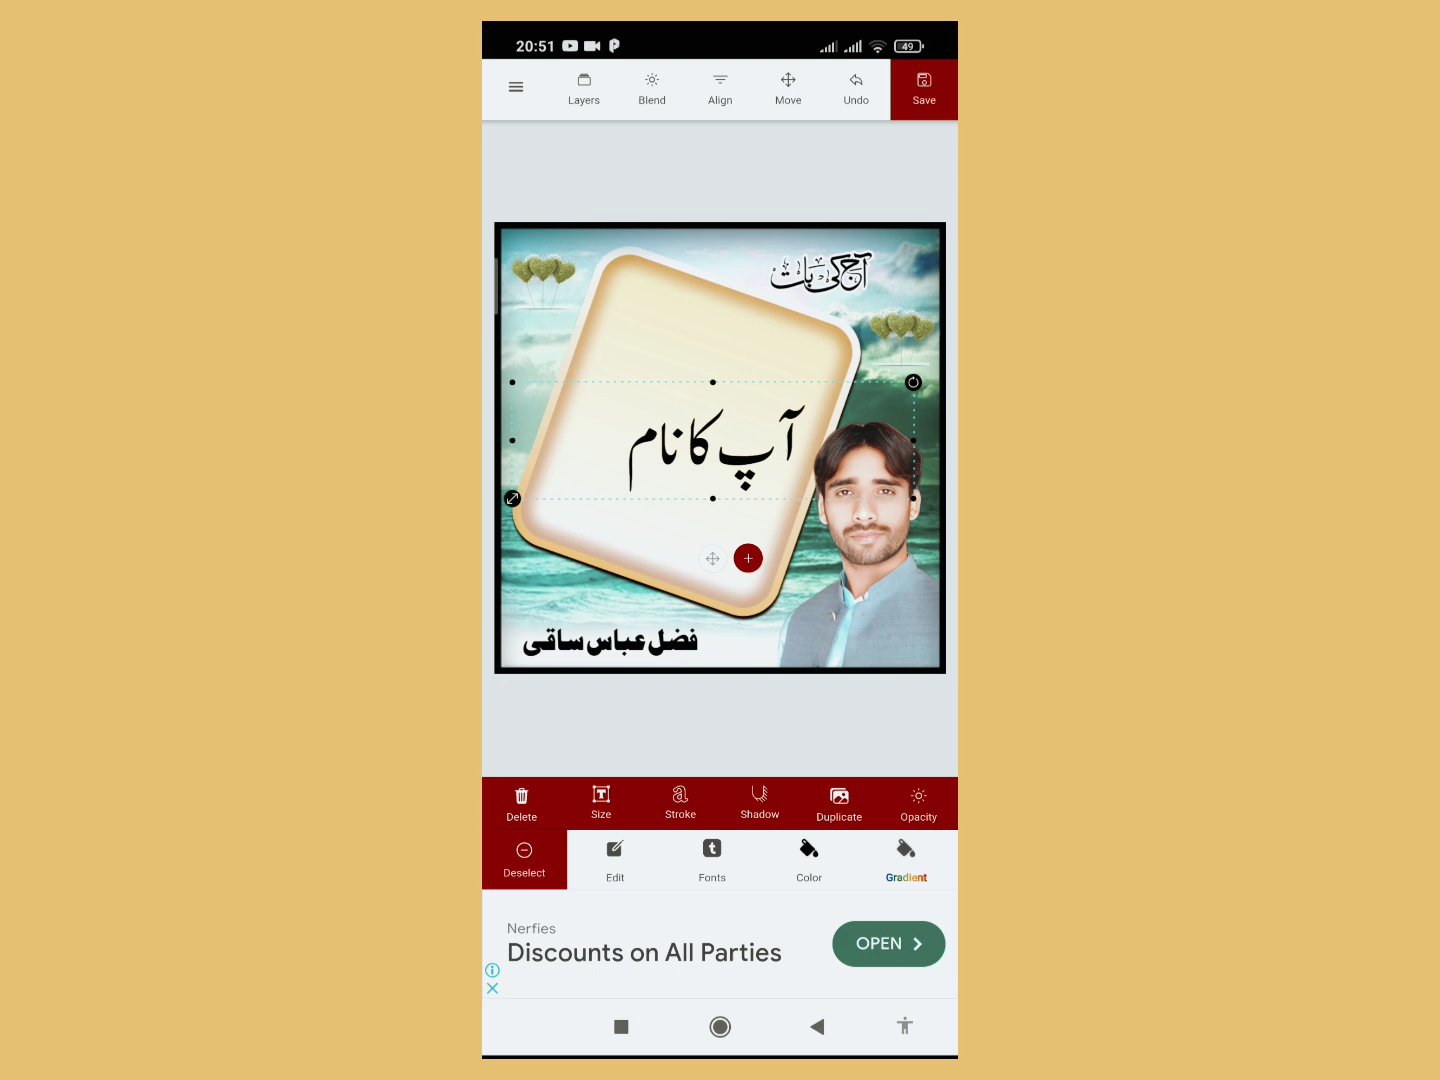 20:51
49
Layers
Blend
Align
Move
Undo
Save
آج کی بات
آپ کا نام
فضل عباس ساقی
Delete
Size
Stroke
Shadow
Duplicate
Opacity
Deselect
Edit
Fonts
Color
Gradient
Nerfies
Discounts on All Parties
OPEN